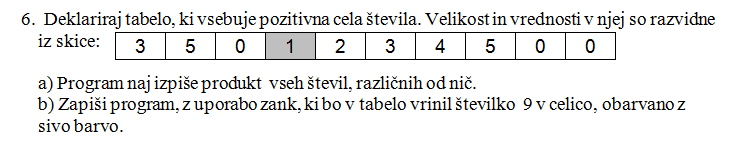 6. Deklariraj tabelo, ki vsebuje pozitivna cela števila. Velikost in vrednosti v njej so razvidne
iz skice: 3 5 0 1 2 3 4 5 0 0
a) Program naj izpiše produkt vseh števil, različnih od nič.
b) Zapiši program, z uporabo zank, ki bo v tabelo vrinil številko 9 v celico, obarvano z
sivo barvo.